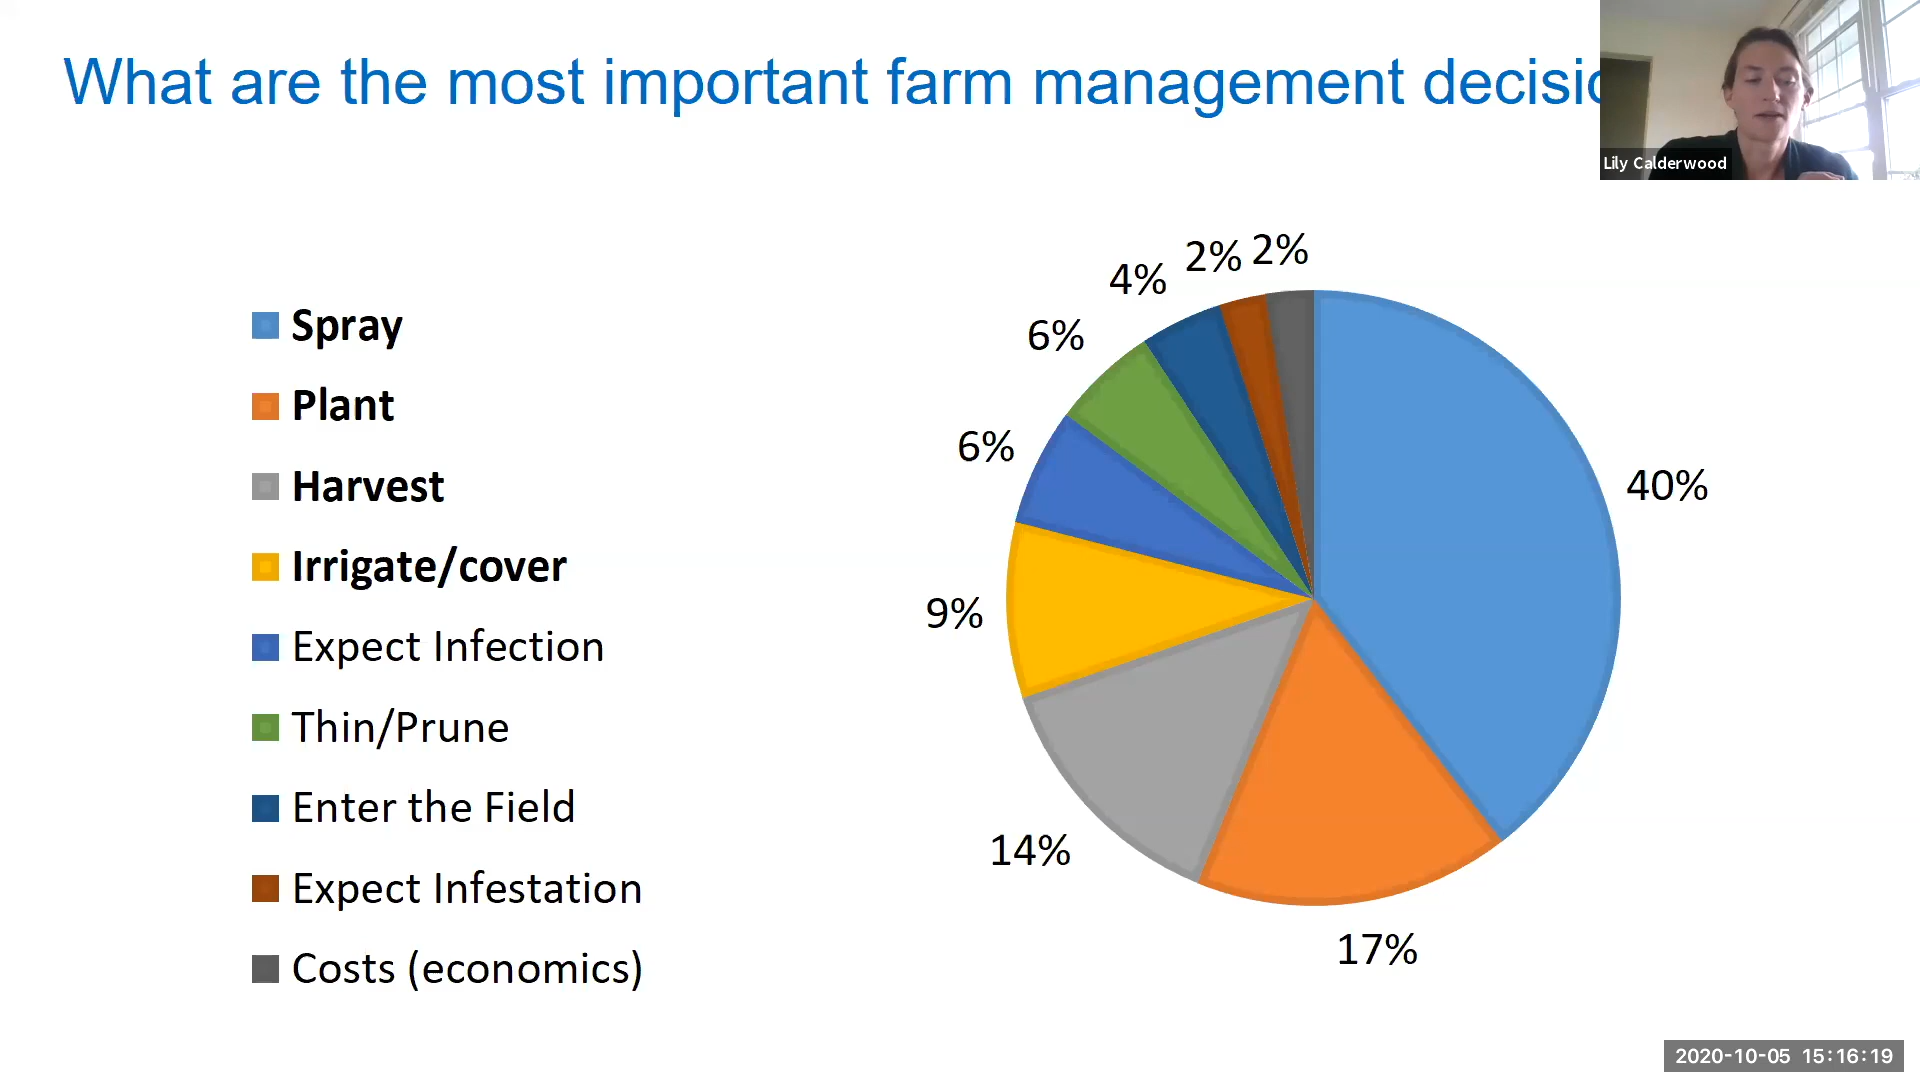 What are the most important farm management
Lily Calderwood
Spray
Plant
Harvest
Irrigate/cover
Expect Infection
Thin/Prune
Enter the Field
Expect Infestation
Costs (economics)
40%
17%
14%
9%
6%
6%
4%
2%
2%
2020-10-05 15:16:19